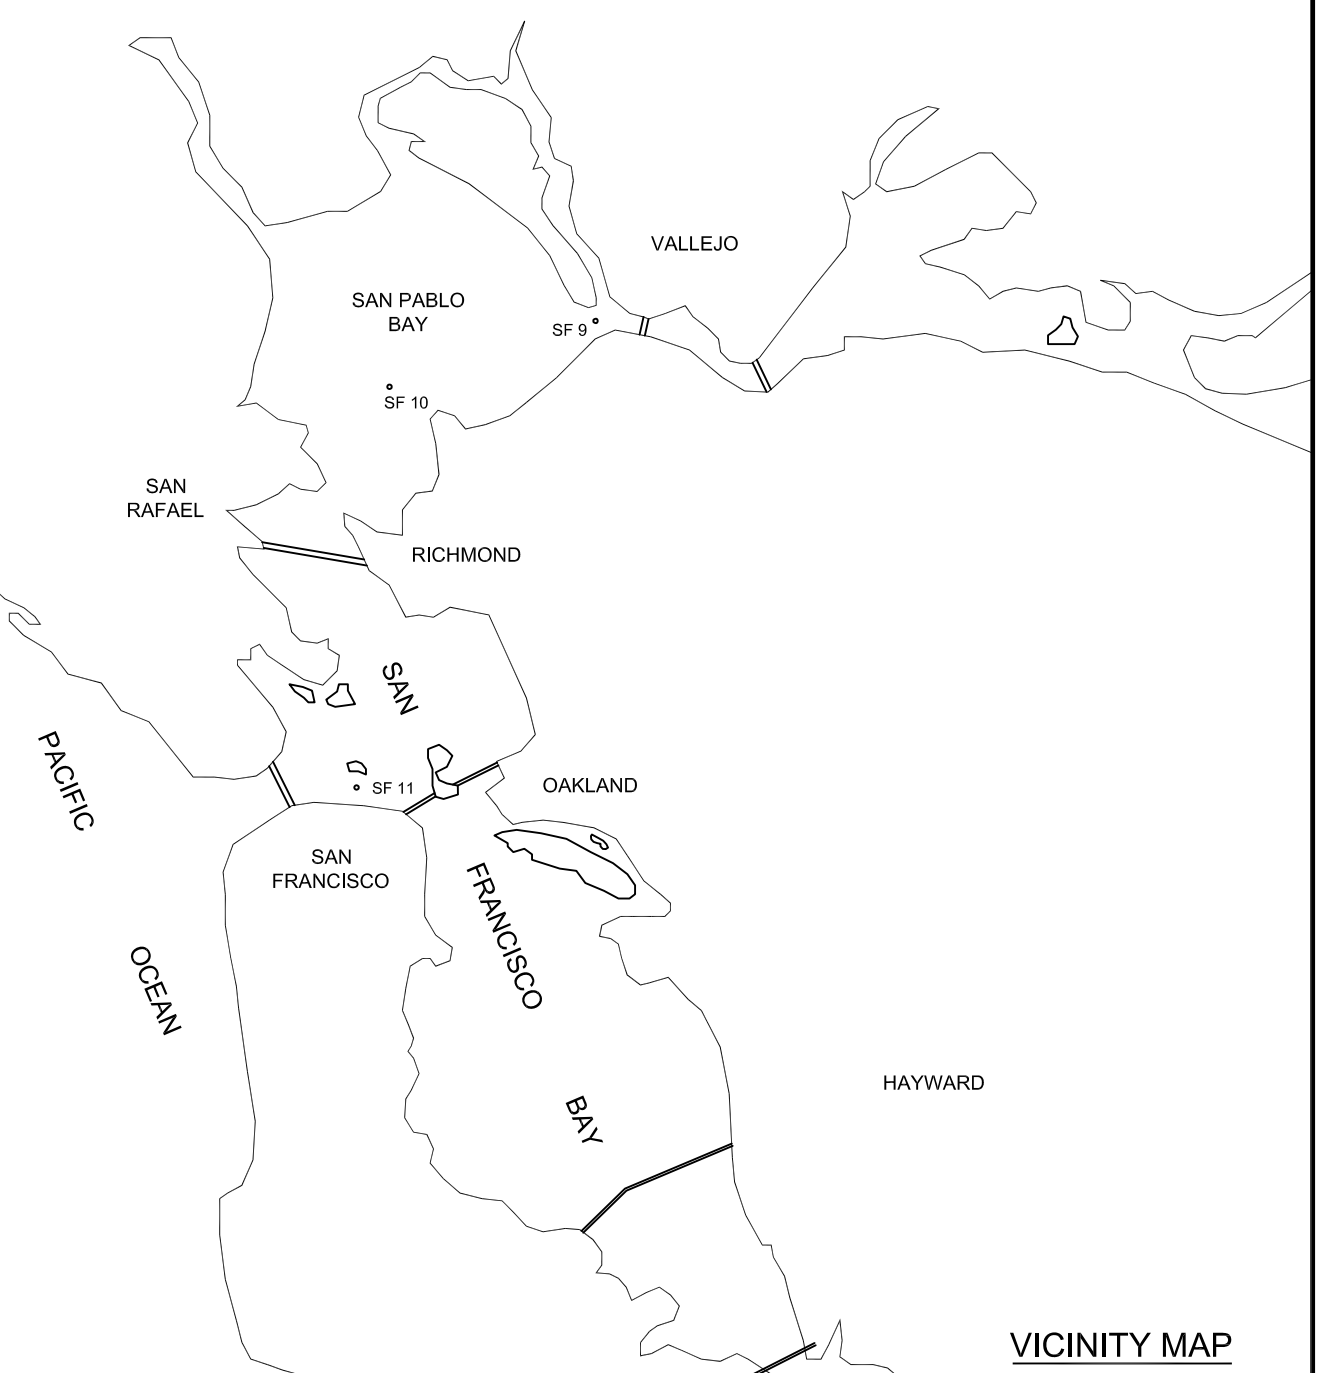 VALLEJO
SAN PABLO
BAY
SF 9
SF 10
SAN
RAFAEL
RICHMOND
SAN
PACIFIC
SF 11
OAKLAND
SAN
FRANCISCO
FRANCISCO
OCEAN
HAYWARD
BAY
VICINITY MAP